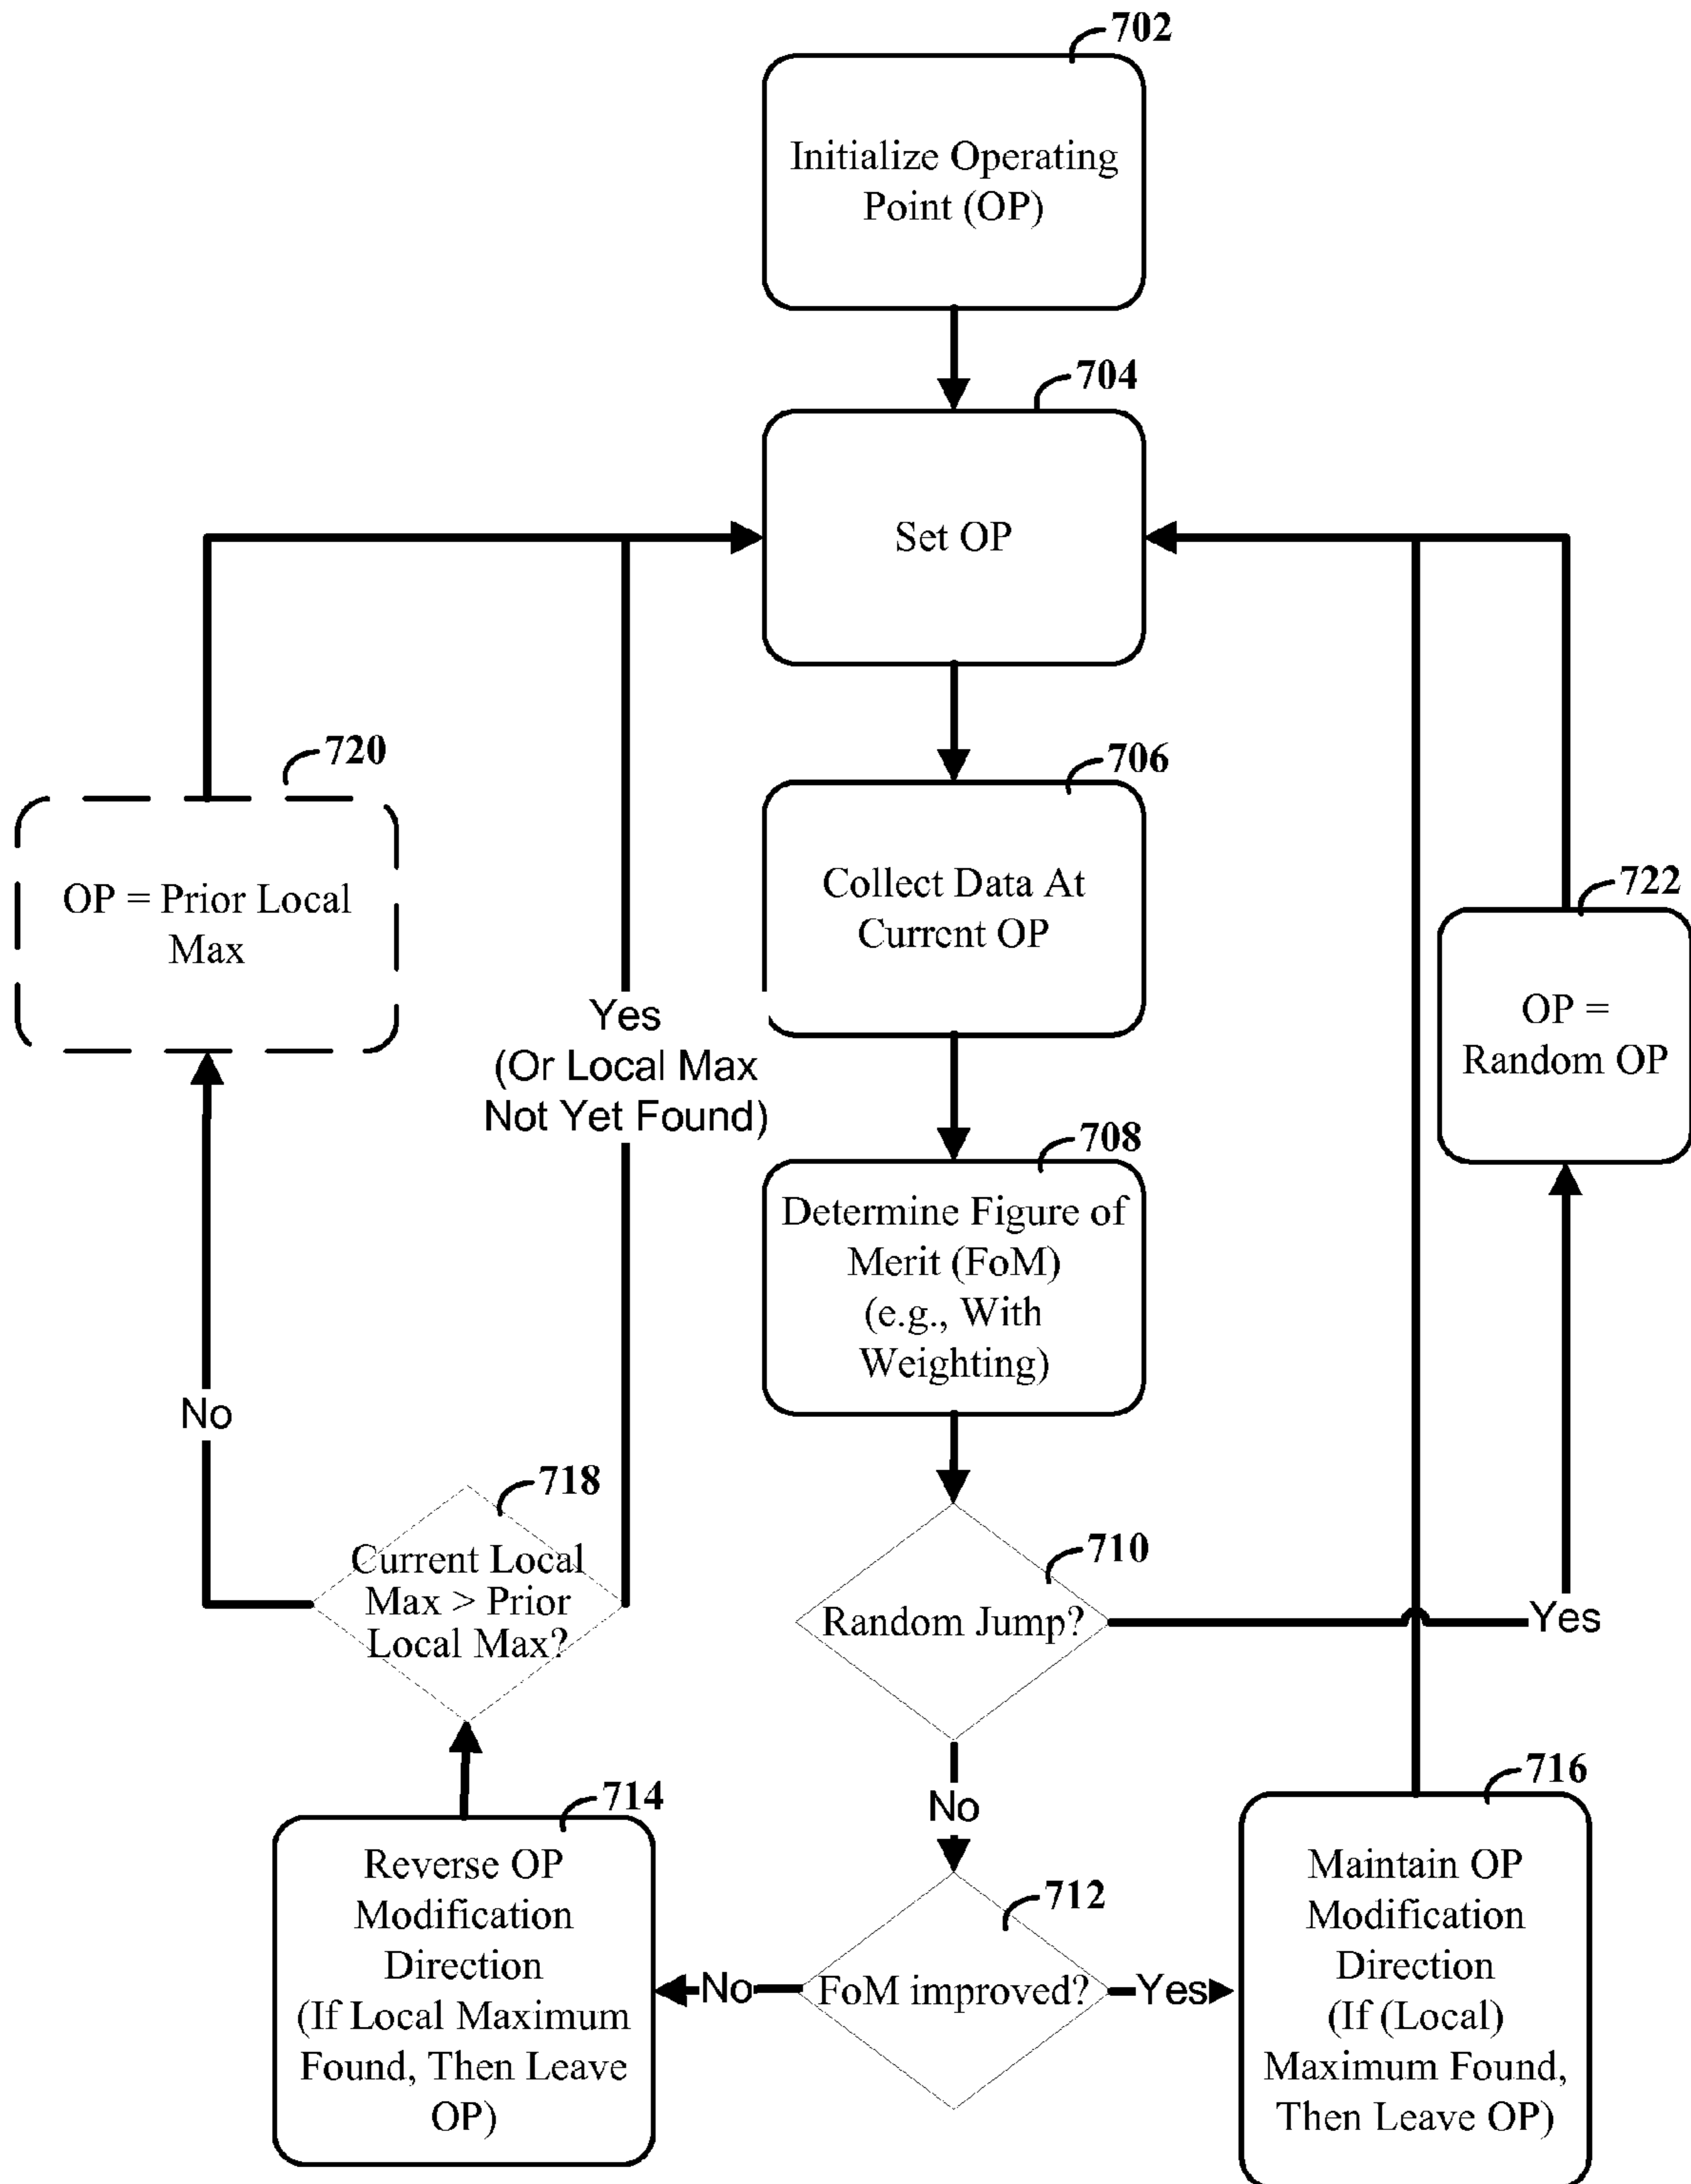 702
Initialize Operating
Point (OP)
704
Set OP
720
OP = Prior Local
Max
706
Collect Data At
Current OP
722
OP =
Random OP
Yes
(Or Local Max
Not Yet Found)
708
Determine Figure of
Merit (FoM)
(e.g., With
Weighting)
No
718
Current Local
Max > Prior
Local Max?
710
Random Jump?
Yes
No
714
Reverse OP
Modification
Direction
(If Local Maximum
Found, Then Leave
OP)
712
No
FoM improved?
Yes
716
Maintain OP
Modification
Direction
(If (Local)
Maximum Found,
Then Leave OP)